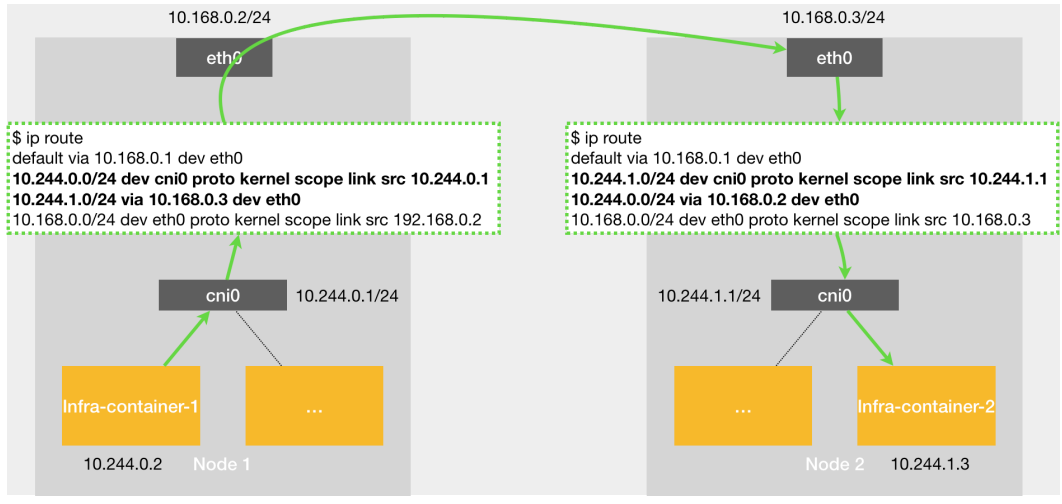 10.168.0.2/24
10.168.0.3/24
eth0
eth0
$ ip route
default via 10.168.0.1 dev eth0
10.244.0.0/24 dev cni0 proto kernel scope link src 10.244.0.1
10.244.1.0/24 via 10.168.0.3 dev eth0
10.168.0.0/24 dev eth0 proto kernel scope link src 192.168.0.2
$ ip route
default via 10.168.0.1 dev eth0
10.244.1.0/24 dev cni0 proto kernel scope link src 10.244.1.1
10.244.0.0/24 via 10.168.0.2 dev eth0
10.168.0.0/24 dev eth0 proto kernel scope link src 10.168.0.3
cni0
10.244.0.1/24
10.244.1.1/24
cni0
Infra-container-1
...
...
Infra-container-2
10.244.0.2
Node 1
Node 2
10.244.1.3